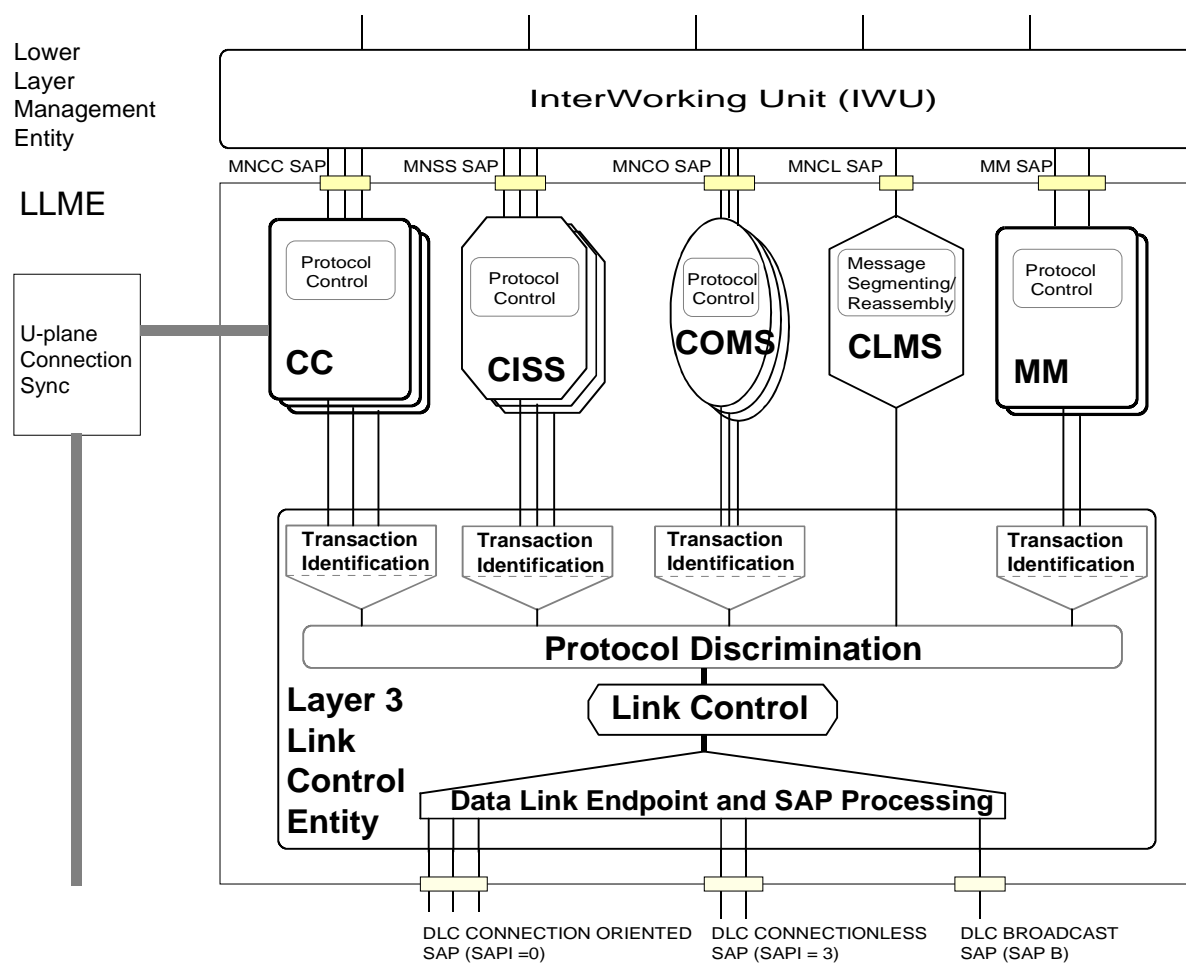 Lower
Layer
Management
Entity
LLME
InterWorking Unit (IWU)
MNCC SAP
MNSS SAP
MNCO SAP
MNCL SAP
MM SAP
Protocol
Control
CC
Protocol
Control
CISS
Protocol
Control
COMS
Message
Segmenting/
Reassembly
CLMS
Protocol
Control
MM
U-plane
Connection
Sync
Transaction
Identification
Transaction
Identification
Transaction
Identification
Transaction
Identification
Protocol Discrimination
Link Control
Layer 3
Link
Control
Entity
Data Link Endpoint and SAP Processing
DLC CONNECTION ORIENTED
SAP (SAPI =0)
DLC CONNECTIONLESS
SAP (SAPI = 3)
DLC BROADCAST
SAP (SAP B)